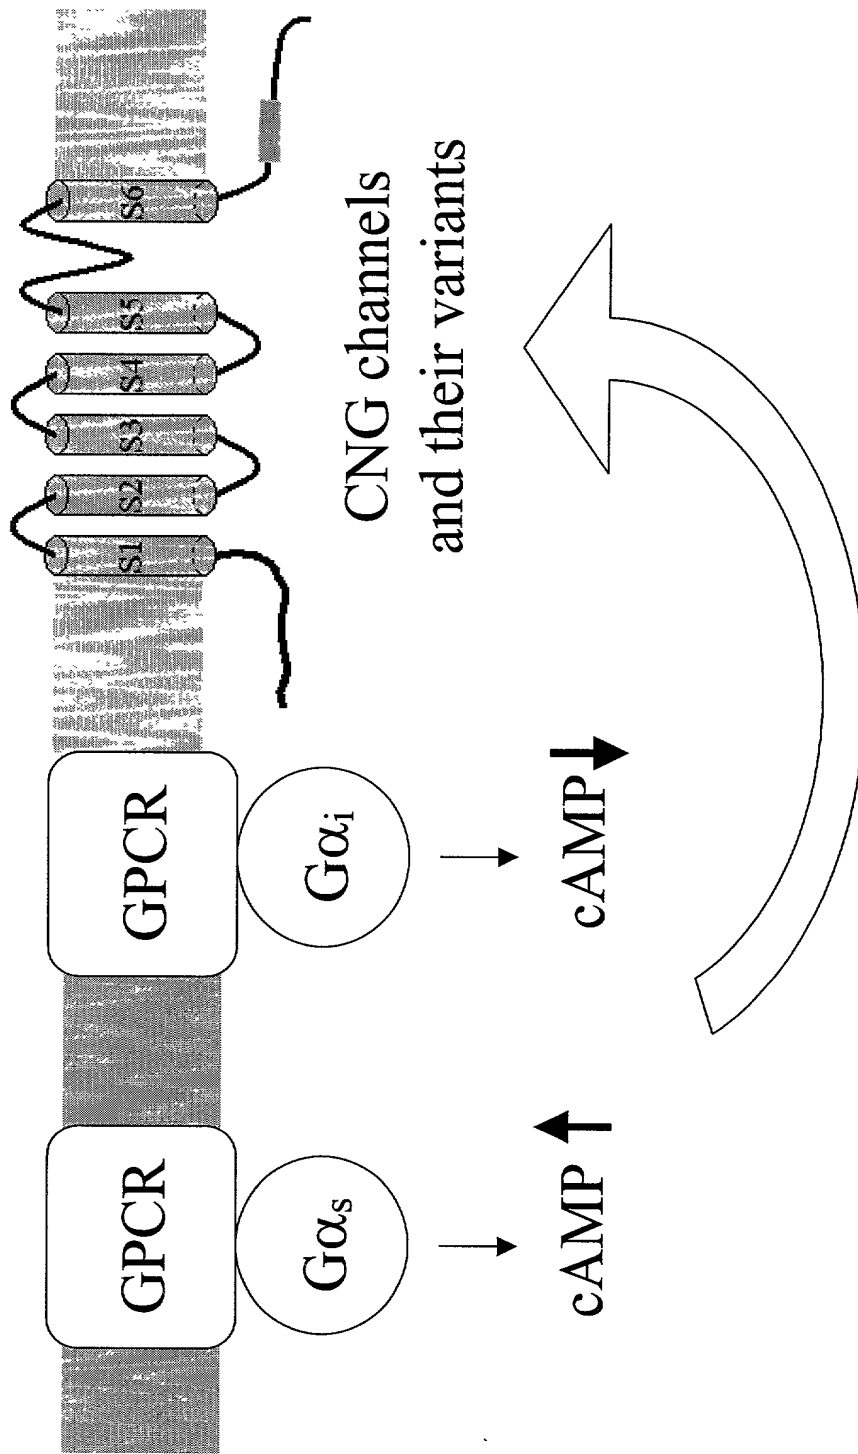 GPCR
Gαs
cAMP
GPCR
Gαi
cAMP
S1
S2
S3
S4
S5
S6
CNG channels
and their variants